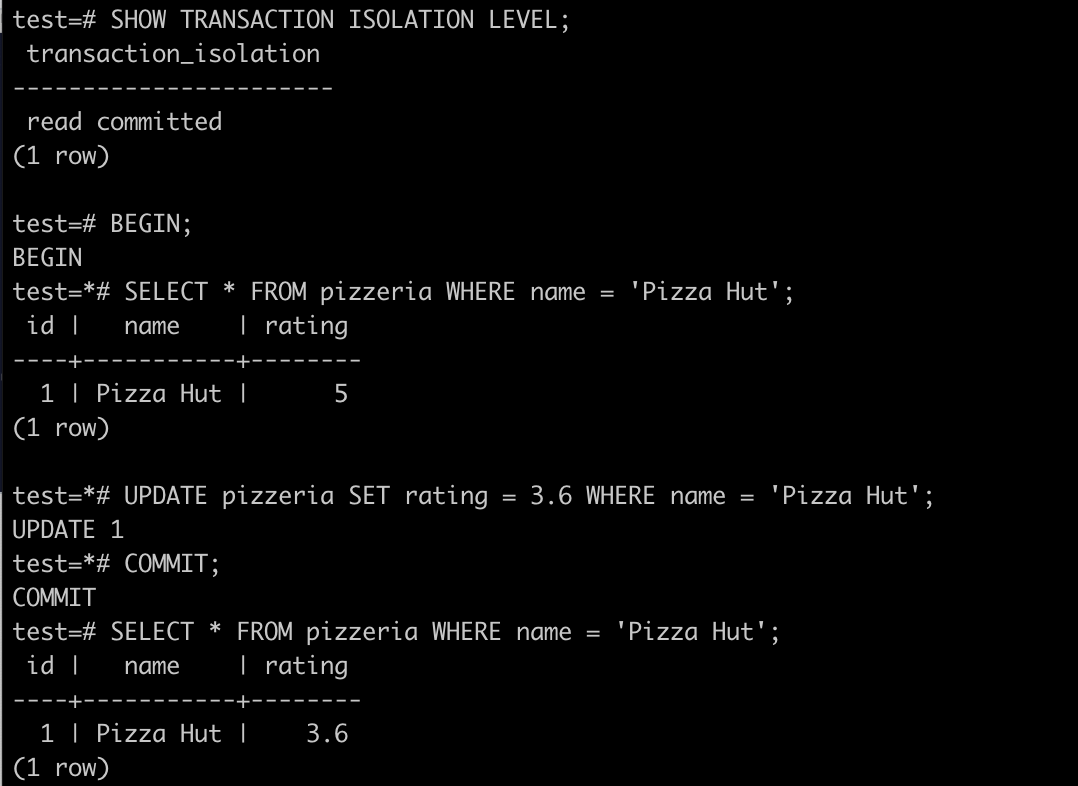 test=# SHOW TRANSACTION ISOLATION LEVEL;
 transaction_isolation
-----------------------
 read committed
(1 row)

test=# BEGIN;
BEGIN
test=*# SELECT * FROM pizzeria WHERE name = 'Pizza Hut';
 id |   name    | rating
----+-----------+--------
  1 | Pizza Hut |      5
(1 row)

test=*# UPDATE pizzeria SET rating = 3.6 WHERE name = 'Pizza Hut';
UPDATE 1
test=*# COMMIT;
COMMIT
test=# SELECT * FROM pizzeria WHERE name = 'Pizza Hut';
 id |   name    | rating
----+-----------+--------
  1 | Pizza Hut |    3.6
(1 row)